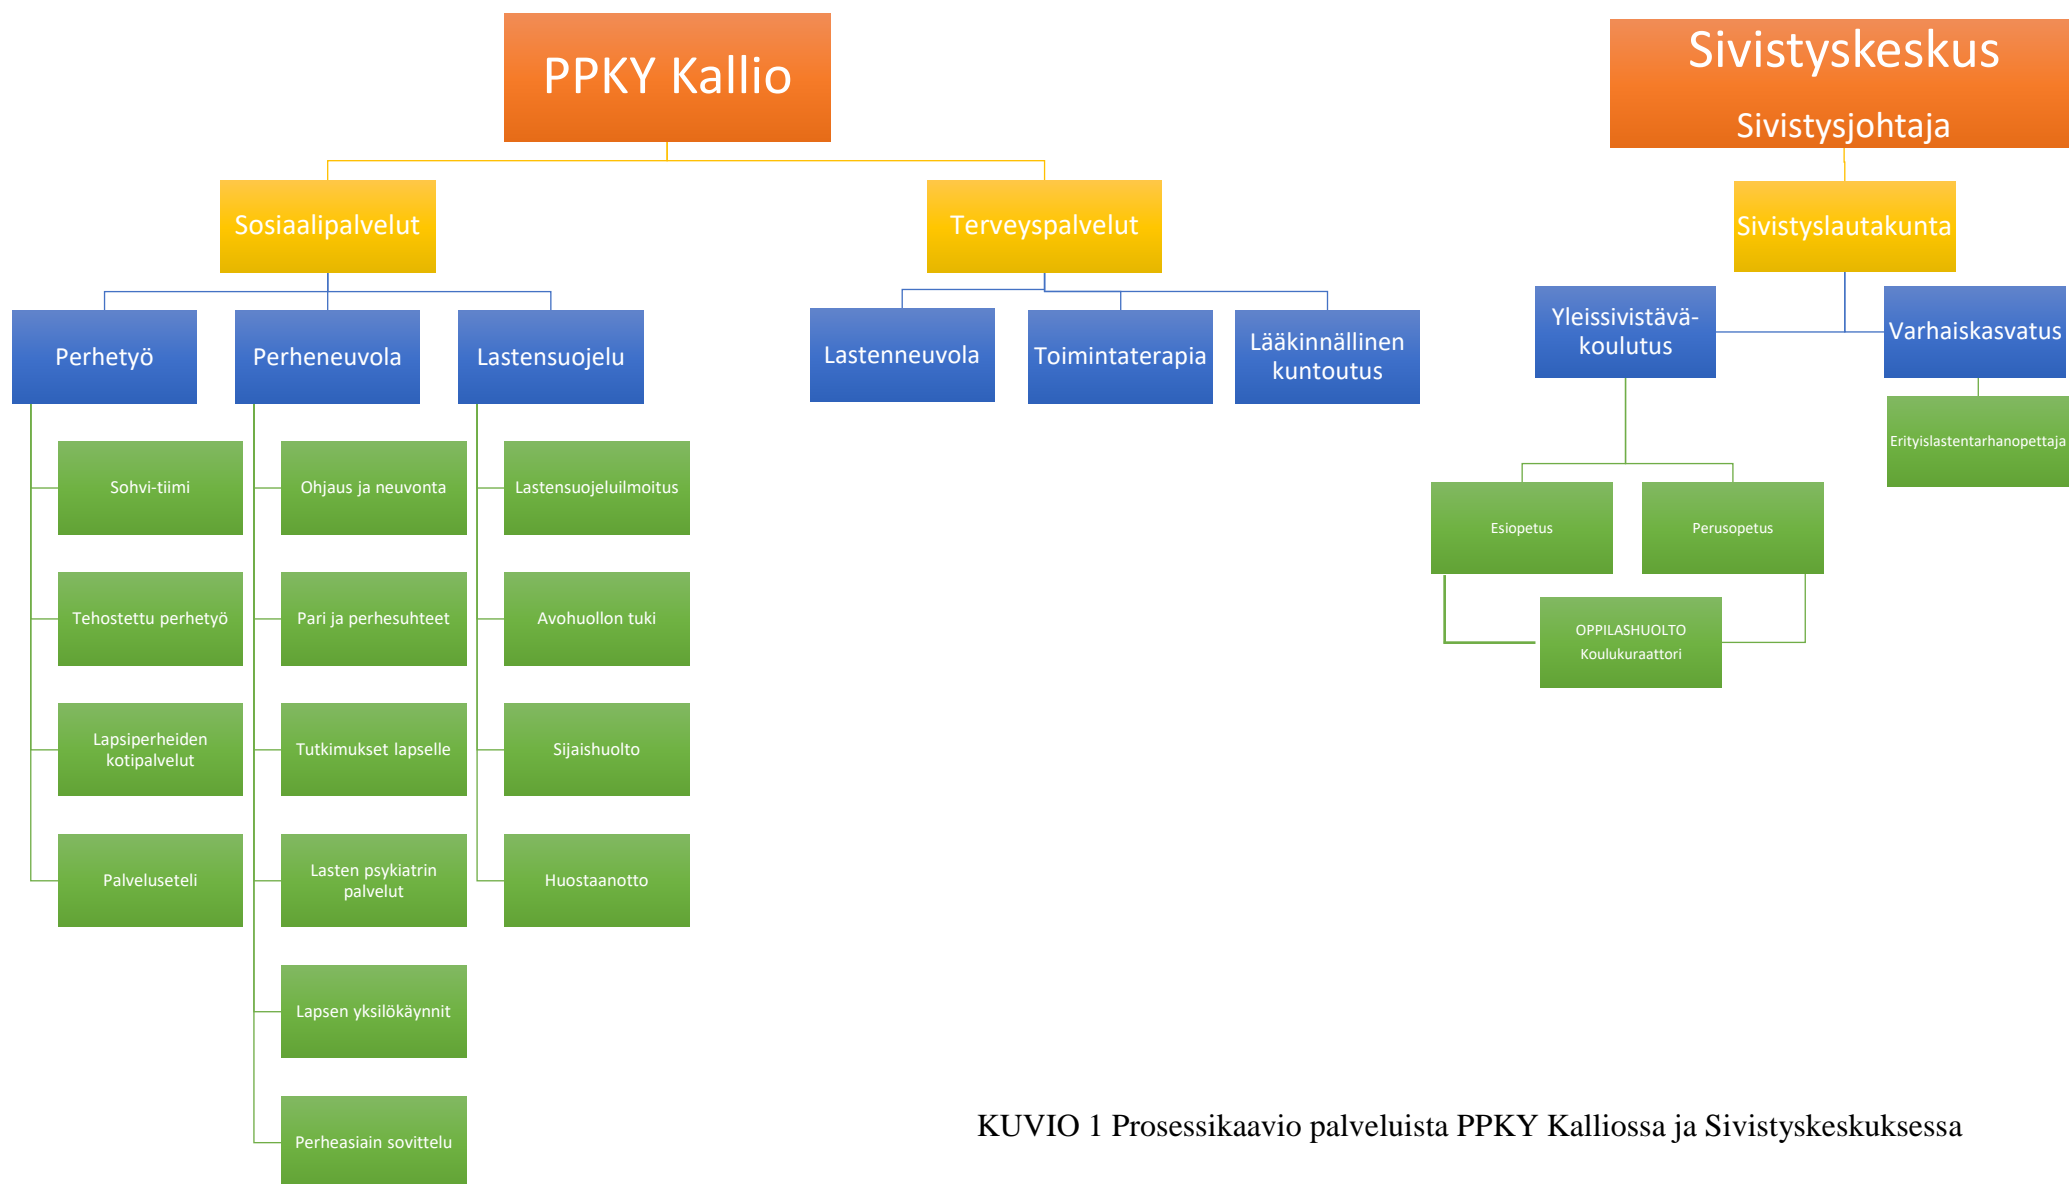 PPKY Kallio
Sivistyskeskus
Sivistysjohtaja
Sosiaalipalvelut
Terveyspalvelut
Sivistyslautakunta
Perhetyö
Perheneuvola
Lastensuojelu
Lastenneuvola
Toimintaterapia
Lääkinnällinen
kuntoutus
Yleissivistävä-
koulutus
Varhaiskasvatus
Erityislastentarhanopettaja
Sohvi-tiimi
Ohjaus ja neuvonta
Lastensuojeluilmoitus
Esiopetus
Perusopetus
Tehostettu perhetyö
Pari ja perhesuhteet
Avohuollon tuki
OPPILASHUOLTO
Koulukuraattori
Lapsiperheiden
kotipalvelut
Tutkimukset lapselle
Sijaishuolto
Palveluseteli
Lasten psykiatrin
palvelut
Huostaanotto
Lapsen yksilökäynnit
Perheasiain sovittelu
KUVIO 1 Prosessikaavio palveluista PPKY Kalliossa ja Sivistyskeskuksessa